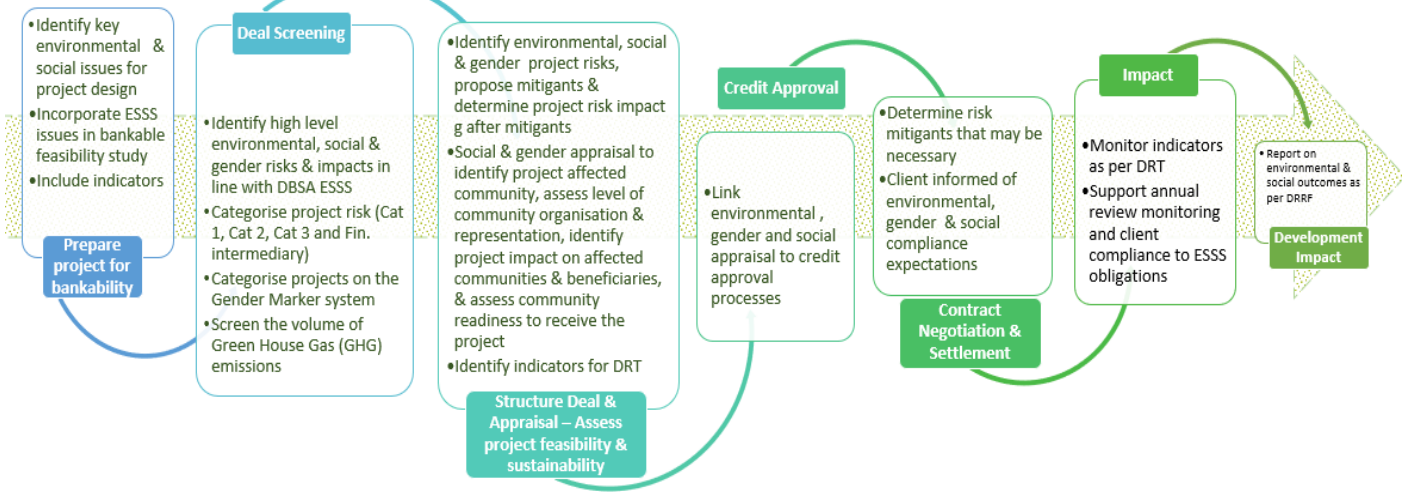 •Identify key
environmental &
social issues for
project design
•Incorporate ESSS
issues in bankable
feasibility study
•Include indicators
Prepare
project for
bankability
Deal Screening
•Identify high level
environmental, social &
gender risks & impacts in
line with DBSA ESSS
•Categorise project risk (Cat
1, Cat 2, Cat 3 and Fin.
intermediary)
•Categorise projects on the
Gender Marker system
•Screen the volume of
Green House Gas (GHG)
emissions
•Identify environmental, social
& gender project risks,
propose mitigants &
determine project risk impact
g after mitigants
•Social & gender appraisal to
identify project affected
community, assess level of
community organisation &
representation, identify
project impact on affected
communities & beneficiaries,
& assess community
readiness to receive the
project
•Identify indicators for DRT
Structure Deal &
Appraisal – Assess
project feasibility &
sustainability
Credit Approval
•Link
environmental ,
gender and social
appraisal to credit
approval
processes
•Determine risk
mitigants that may be
necessary
•Client informed of
environmental,
gender & social
compliance
expectations
Contract
Negotiation &
Settlement
Impact
•Monitor indicators
as per DRT
•Support annual
review monitoring
and client
compliance to ESSS
obligations
• Report on
environmental &
social outcomes as
per DRRF
Development
Impact